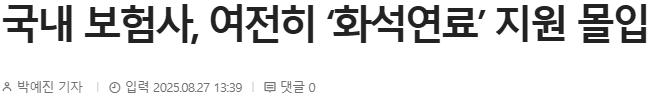 국내 보험사, 여전히 ‘화석연료’ 지원 몰입
박예진 기자 | 입력 2025.08.27 13:39 | 댓글 0